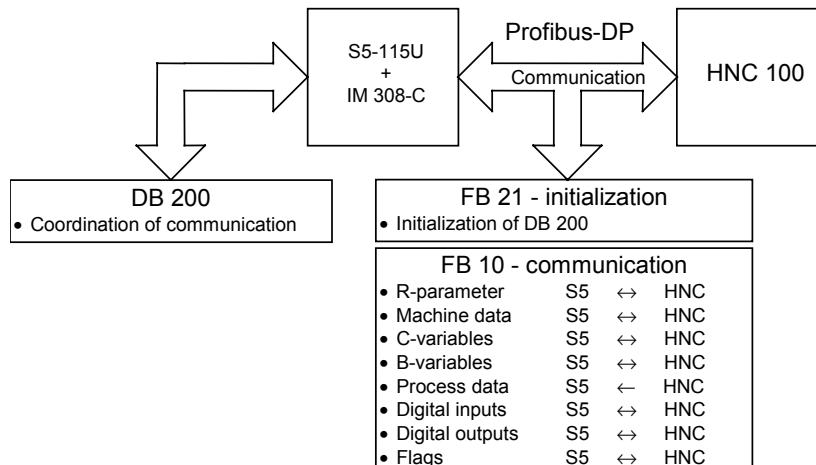 Profibus-DP
S5-115U
+
IM 308-C
Communication
HNC 100
DB 200
• Coordination of communication
FB 21 - initialization
• Initialization of DB 200
FB 10 - communication
• R-parameter S5 ↔ HNC
• Machine data S5 ↔ HNC
• C-variables S5 ↔ HNC
• B-variables S5 ↔ HNC
• Process data S5 ← HNC
• Digital inputs S5 ↔ HNC
• Digital outputs S5 ↔ HNC
• Flags S5 ↔ HNC